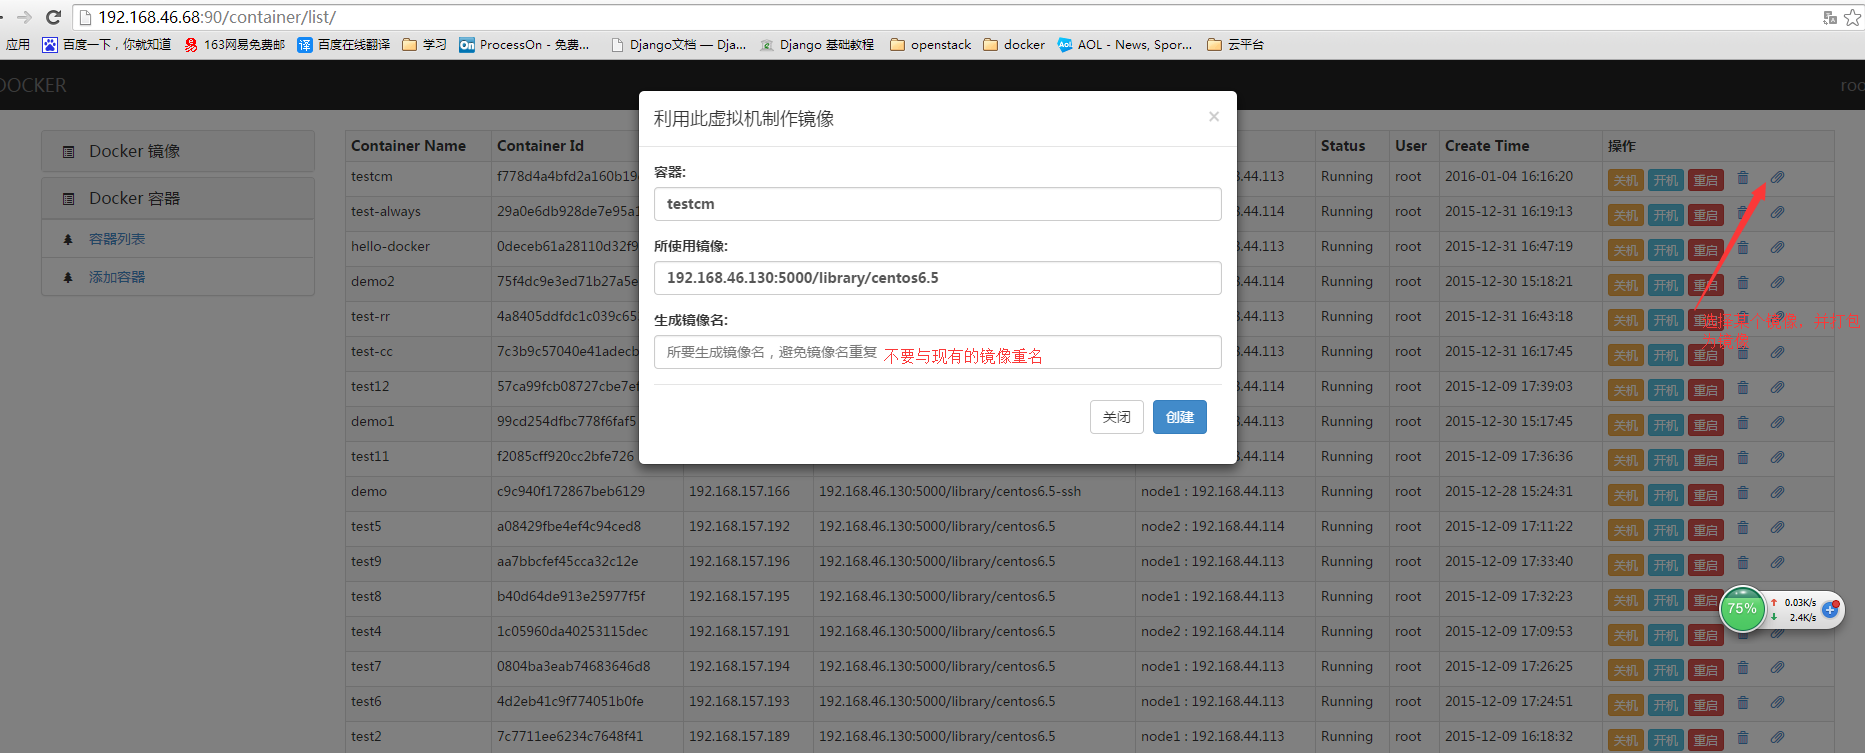 192.168.46.68:90/container/list/
应用 百度一下，你就知道 163网易免费邮 百度在线翻译 学习 ProcessOn - 免费... Django文档 — Dja... Django 基础教程 openstack docker AOL - News, Spor... 云平台
DOCKER
roo
Docker 镜像
Docker 容器
容器列表
添加容器
利用此虚拟机制作镜像 ×
容器:
testcm
所使用镜像:
192.168.46.130:5000/library/centos6.5
生成镜像名:
所要生成镜像名，避免镜像名重复 不要与现有的镜像重名
关闭 创建
Container Name Container Id Status User Create Time 操作
testcm f778d4a4bfd2a160b19 3.44.113 Running root 2016-01-04 16:16:20 关机 开机 重启
test-always 29a0e6db928de7e95a1 3.44.114 Running root 2015-12-31 16:19:13 关机 开机 重启
hello-docker 0deceb61a28110d32f9 3.44.113 Running root 2015-12-31 16:47:19 关机 开机 重启
demo2 75f4dc9e3ed71b27a5e 3.44.114 Running root 2015-12-30 15:18:21 关机 开机 重启
test-rr 4a8405ddfdc1c039c65 3.44.113 Running root 2015-12-31 16:43:18 关机 开机 重启
选择某个镜像，并打包
为镜像
test-cc 7c3b9c57040e41adecb 3.44.113 Running root 2015-12-31 16:17:45 关机 开机 重启
test12 57ca99fcb08727cbe7ef 3.44.114 Running root 2015-12-09 17:39:03 关机 开机 重启
demo1 99cd254dfbc778f6faf5 3.44.113 Running root 2015-12-30 15:17:45 关机 开机 重启
test11 f2085cff920cc2bfe726 3.44.114 Running root 2015-12-09 17:36:36 关机 开机 重启
demo c9c940f172867beb6129 192.168.157.166 192.168.46.130:5000/library/centos6.5-ssh node1 : 192.168.44.113 Running root 2015-12-28 15:24:31 关机 开机 重启
test5 a08429fbe4ef4c94ced8 192.168.157.192 192.168.46.130:5000/library/centos6.5 node2 : 192.168.44.114 Running root 2015-12-09 17:11:22 关机 开机 重启
test9 aa7bbcfef45cca32c12e 192.168.157.196 192.168.46.130:5000/library/centos6.5 node1 : 192.168.44.113 Running root 2015-12-09 17:33:40 关机 开机 重启
test8 b40d64de913e25977f5f 192.168.157.195 192.168.46.130:5000/library/centos6.5 node1 : 192.168.44.113 Running root 2015-12-09 17:32:23 关机 开机 重启
75% 0.03K/s
2.4K/s
test4 1c05960da40253115dec 192.168.157.191 192.168.46.130:5000/library/centos6.5 node2 : 192.168.44.114 Running root 2015-12-09 17:09:53 关机 开机 重启
test7 0804ba3eab74683646d8 192.168.157.194 192.168.46.130:5000/library/centos6.5 node1 : 192.168.44.113 Running root 2015-12-09 17:26:25 关机 开机 重启
test6 4d2eb41c9f774051b0fe 192.168.157.193 192.168.46.130:5000/library/centos6.5 node1 : 192.168.44.113 Running root 2015-12-09 17:24:51 关机 开机 重启
test2 7c7711ee6234c7648f41 192.168.157.189 192.168.46.130:5000/library/centos6.5 node1 : 192.168.44.113 Running root 2015-12-09 16:18:32 关机 开机 重启